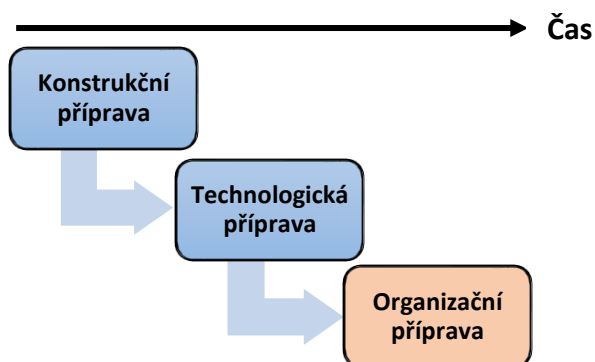 Čas
Konstrukční
příprava
Technologická
příprava
Organizační
příprava